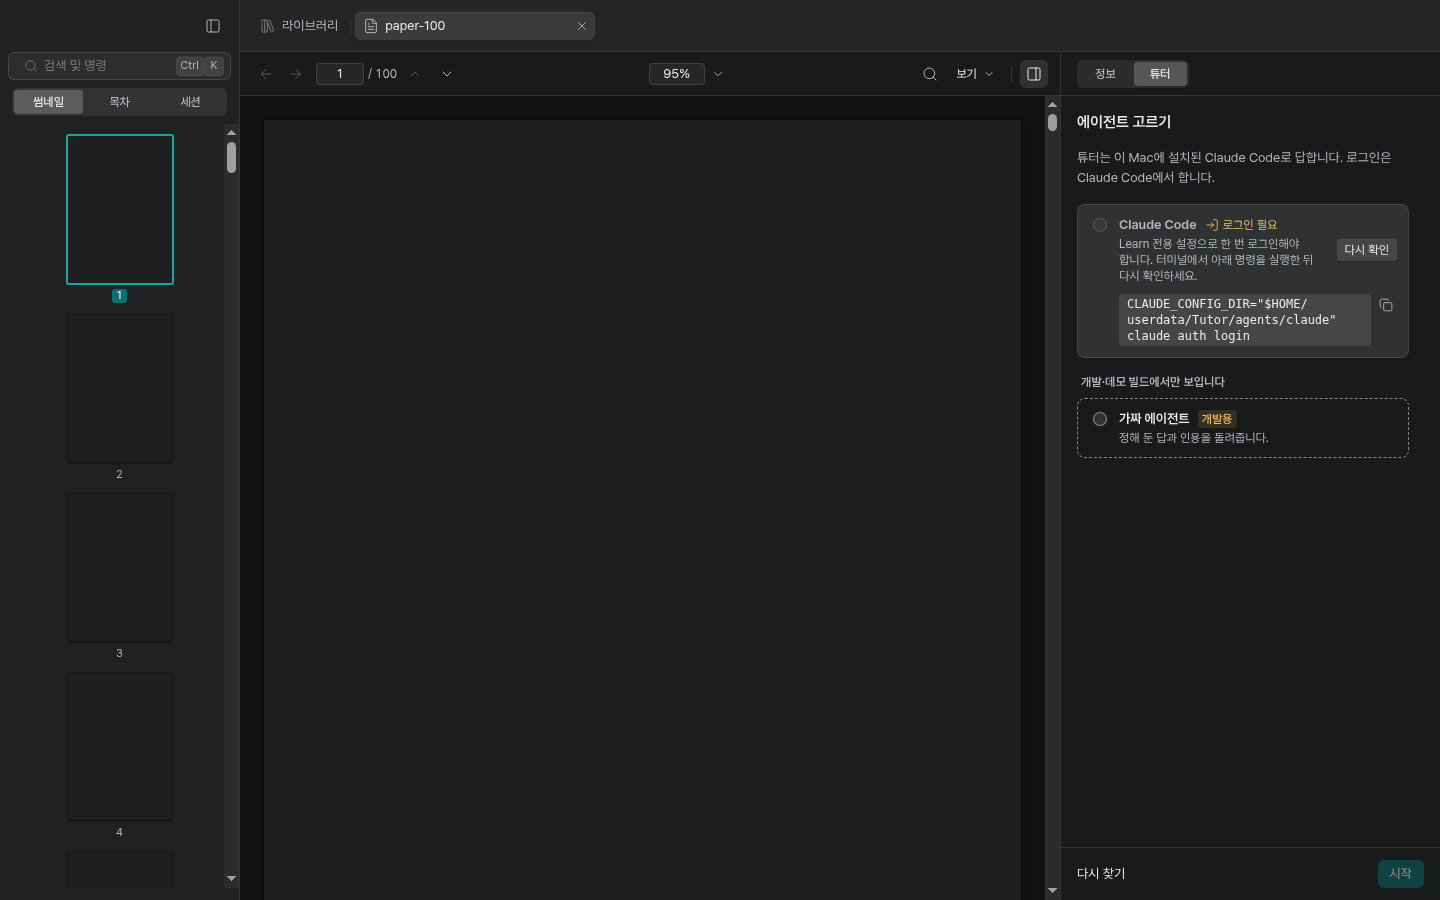 라이브러리
paper-100
검색 및 명령
Ctrl K
썸네일
목차
세션
1
2
3
4
1 / 100
95%
보기
정보
튜터
에이전트 고르기
튜터는 이 Mac에 설치된 Claude Code로 답합니다. 로그인은
Claude Code에서 합니다.
Claude Code 로그인 필요
Learn 전용 설정으로 한 번 로그인해야
합니다. 터미널에서 아래 명령을 실행한 뒤
다시 확인하세요.
다시 확인
CLAUDE_CONFIG_DIR="$HOME/
userdata/Tutor/agents/claude"
claude auth login
개발·데모 빌드에서만 보입니다
가짜 에이전트 개발용
정해 둔 답과 인용을 돌려줍니다.
다시 찾기
시작